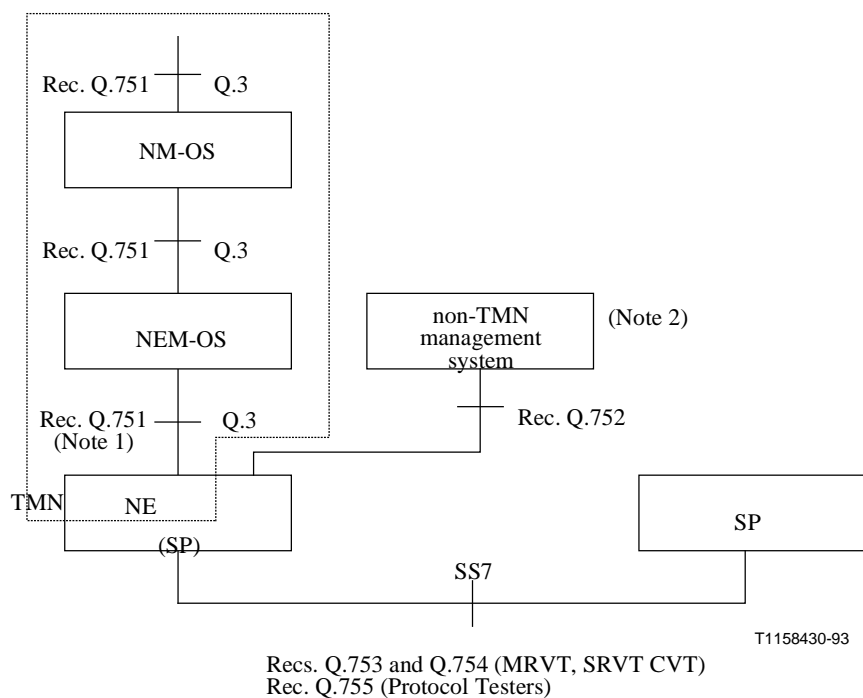 Rec. Q.751
Q.3
NM-OS
Rec. Q.751
Q.3
NEM-OS
non-TMN
management
system
(Note 2)
Rec. Q.751
(Note 1)
Q.3
Rec. Q.752
TMN
NE
(SP)
SP
SS7
T1158430-93
Recs. Q.753 and Q.754 (MRVT, SRVT CVT)
Rec. Q.755 (Protocol Testers)